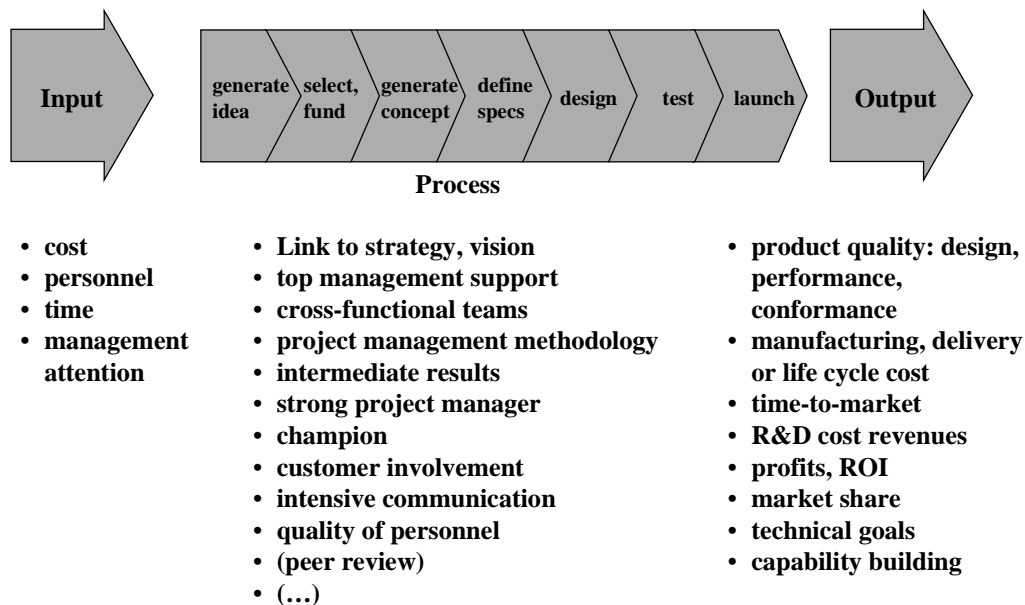 Input
generate
idea
select,
fund
generate
concept
define
specs
design
test
launch
Output
Process
• cost
• personnel
• time
• management
attention
• Link to strategy, vision
• top management support
• cross-functional teams
• project management methodology
• intermediate results
• strong project manager
• champion
• customer involvement
• intensive communication
• quality of personnel
• (peer review)
• (…)
• product quality: design,
performance,
conformance
• manufacturing, delivery
or life cycle cost
• time-to-market
• R&D cost revenues
• profits, ROI
• market share
• technical goals
• capability building